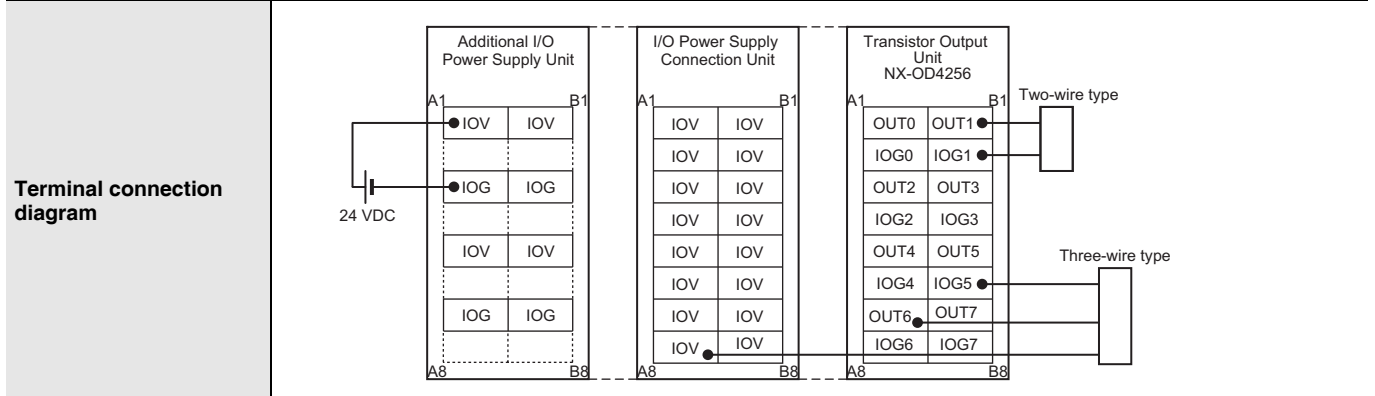 Terminal connection
diagram
Additional I/O
Power Supply Unit
I/O Power Supply
Connection Unit
Transistor Output
Unit
NX-OD4256
A1 B1 A1 B1 A1 B1
Two-wire type
IOV IOV IOV IOV OUT0 OUT1
IOV IOV IOG0 IOG1
IOG IOG IOV IOV OUT2 OUT3
24 VDC
IOV IOV IOG2 IOG3
IOV IOV IOV IOV OUT4 OUT5
Three-wire type
IOV IOV IOG4 IOG5
IOG IOG IOV IOV OUT6 OUT7
IOV IOV IOG6 IOG7
A8 B8 A8 B8 A8 B8